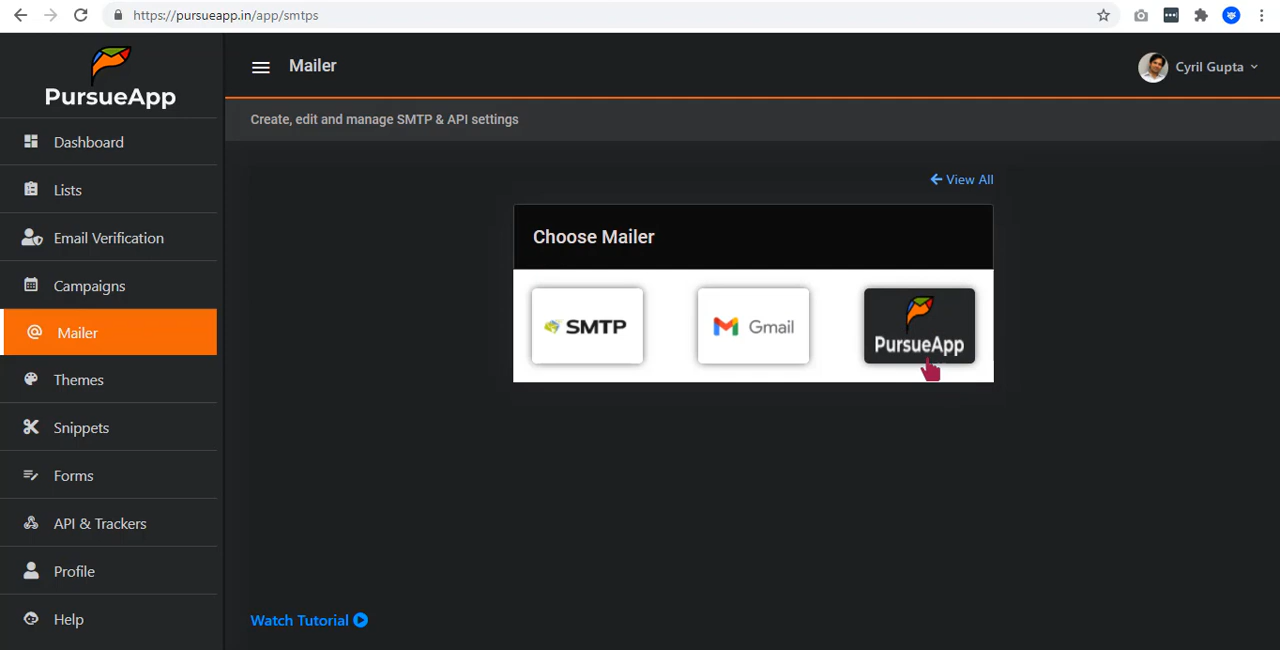 https://pursueapp.in/app/smtps
PursueApp
Mailer
Cyril Gupta
Create, edit and manage SMTP & API settings
Dashboard
Lists
Email Verification
Campaigns
Mailer
Themes
Snippets
Forms
API & Trackers
Profile
Help
View All
Choose Mailer
SMTP
Gmail
PursueApp
Watch Tutorial